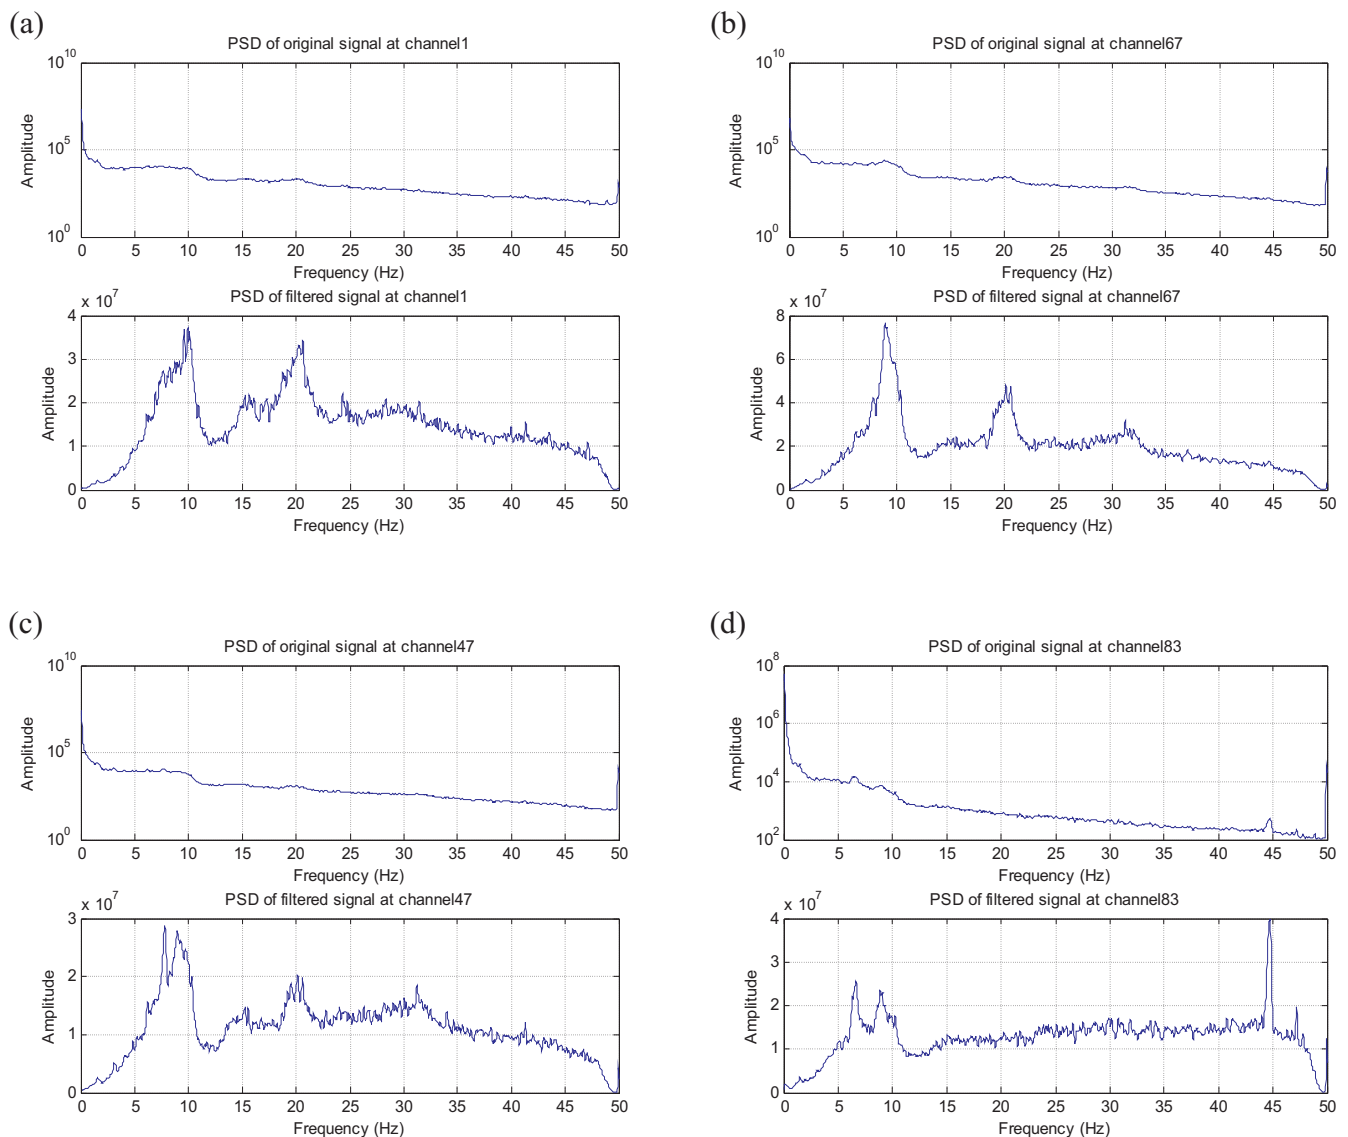 (a)
PSD of original signal at channel1
10^10
10^5
10^0
Amplitude
0 5 10 15 20 25 30 35 40 45 50
Frequency (Hz)
x 10^7
PSD of filtered signal at channel1
4
3
2
1
0
Amplitude
0 5 10 15 20 25 30 35 40 45 50
Frequency (Hz)
(b)
PSD of original signal at channel67
10^10
10^5
10^0
Amplitude
0 5 10 15 20 25 30 35 40 45 50
Frequency (Hz)
x 10^7
PSD of filtered signal at channel67
8
6
4
2
0
Amplitude
0 5 10 15 20 25 30 35 40 45 50
Frequency (Hz)
(c)
PSD of original signal at channel47
10^10
10^5
10^0
Amplitude
0 5 10 15 20 25 30 35 40 45 50
Frequency (Hz)
x 10^7
PSD of filtered signal at channel47
3
2
1
0
Amplitude
0 5 10 15 20 25 30 35 40 45 50
Frequency (Hz)
(d)
PSD of original signal at channel83
10^8
10^6
10^4
10^2
Amplitude
0 5 10 15 20 25 30 35 40 45 50
Frequency (Hz)
x 10^7
PSD of filtered signal at channel83
4
3
2
1
0
Amplitude
0 5 10 15 20 25 30 35 40 45 50
Frequency (Hz)